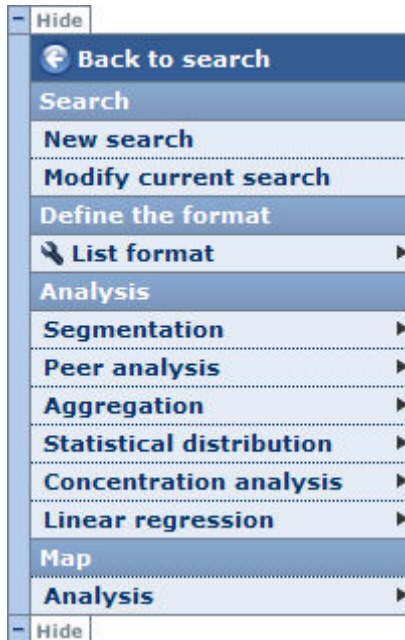 Hide
Back to search
Search
New search
Modify current search
Define the format
List format
Analysis
Segmentation
Peer analysis
Aggregation
Statistical distribution
Concentration analysis
Linear regression
Map
Analysis
Hide